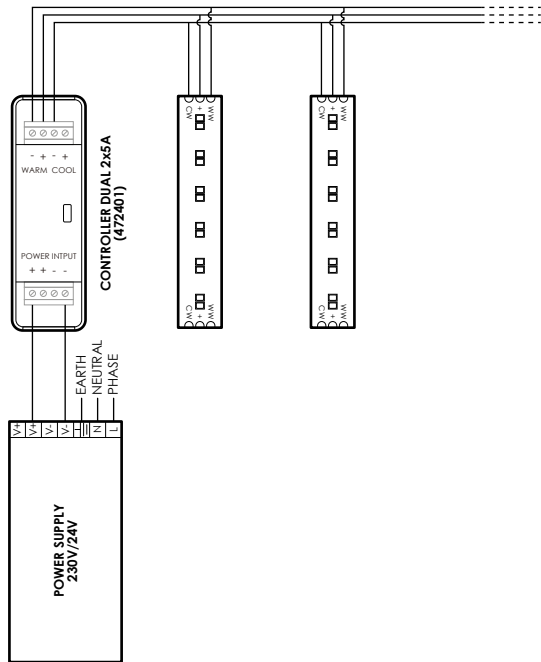 - + - +
WARM COOL
POWER INTPUT
+ + - -
CONTROLLER DUAL 2x5A
(472401)
CW + WW
CW + WW
CW + WW
CW + WW
EARTH
NEUTRAL
PHASE
V+ V+ V- V- N L
POWER SUPPLY
230V/24V